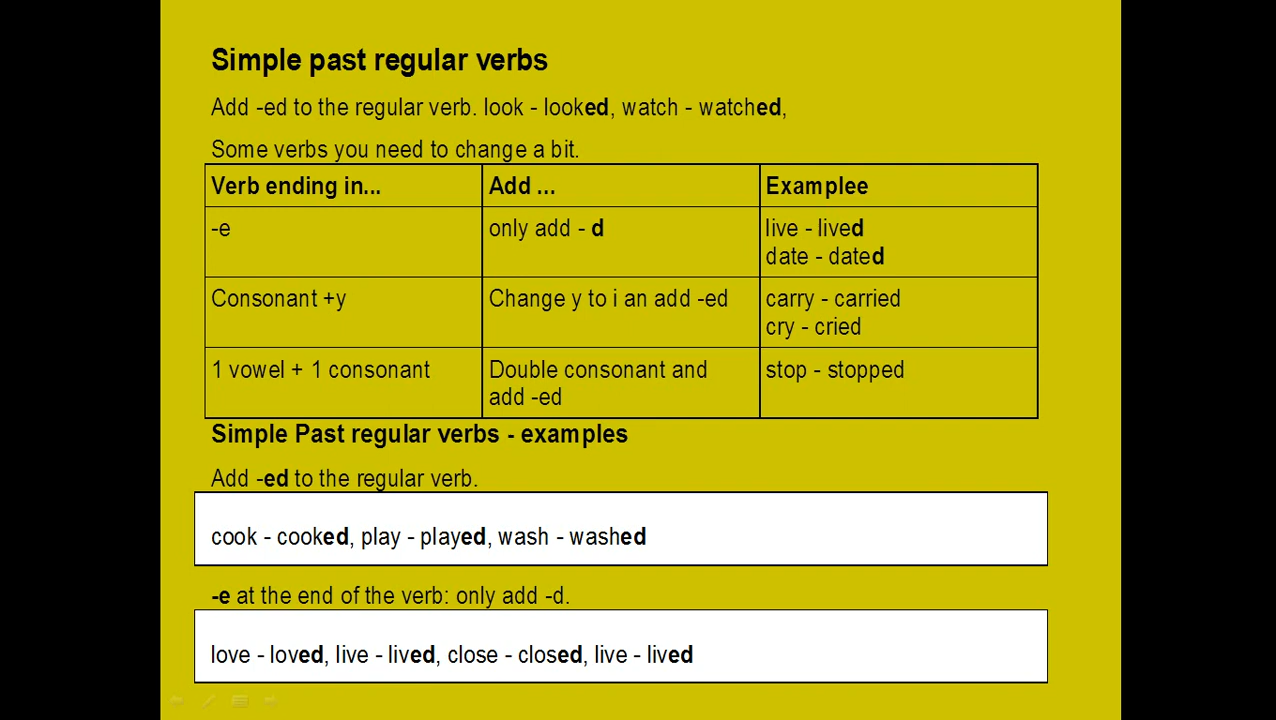 Simple past regular verbs
Add -ed to the regular verb. look - looked, watch - watched,
Some verbs you need to change a bit.
Verb ending in... Add ... Examplee
-e only add - d live - lived
date - dated
Consonant +y Change y to i an add -ed carry - carried
cry - cried
1 vowel + 1 consonant Double consonant and stop - stopped
add -ed
Simple Past regular verbs - examples
Add -ed to the regular verb.
cook - cooked, play - played, wash - washed
-e at the end of the verb: only add -d.
love - loved, live - lived, close - closed, live - lived